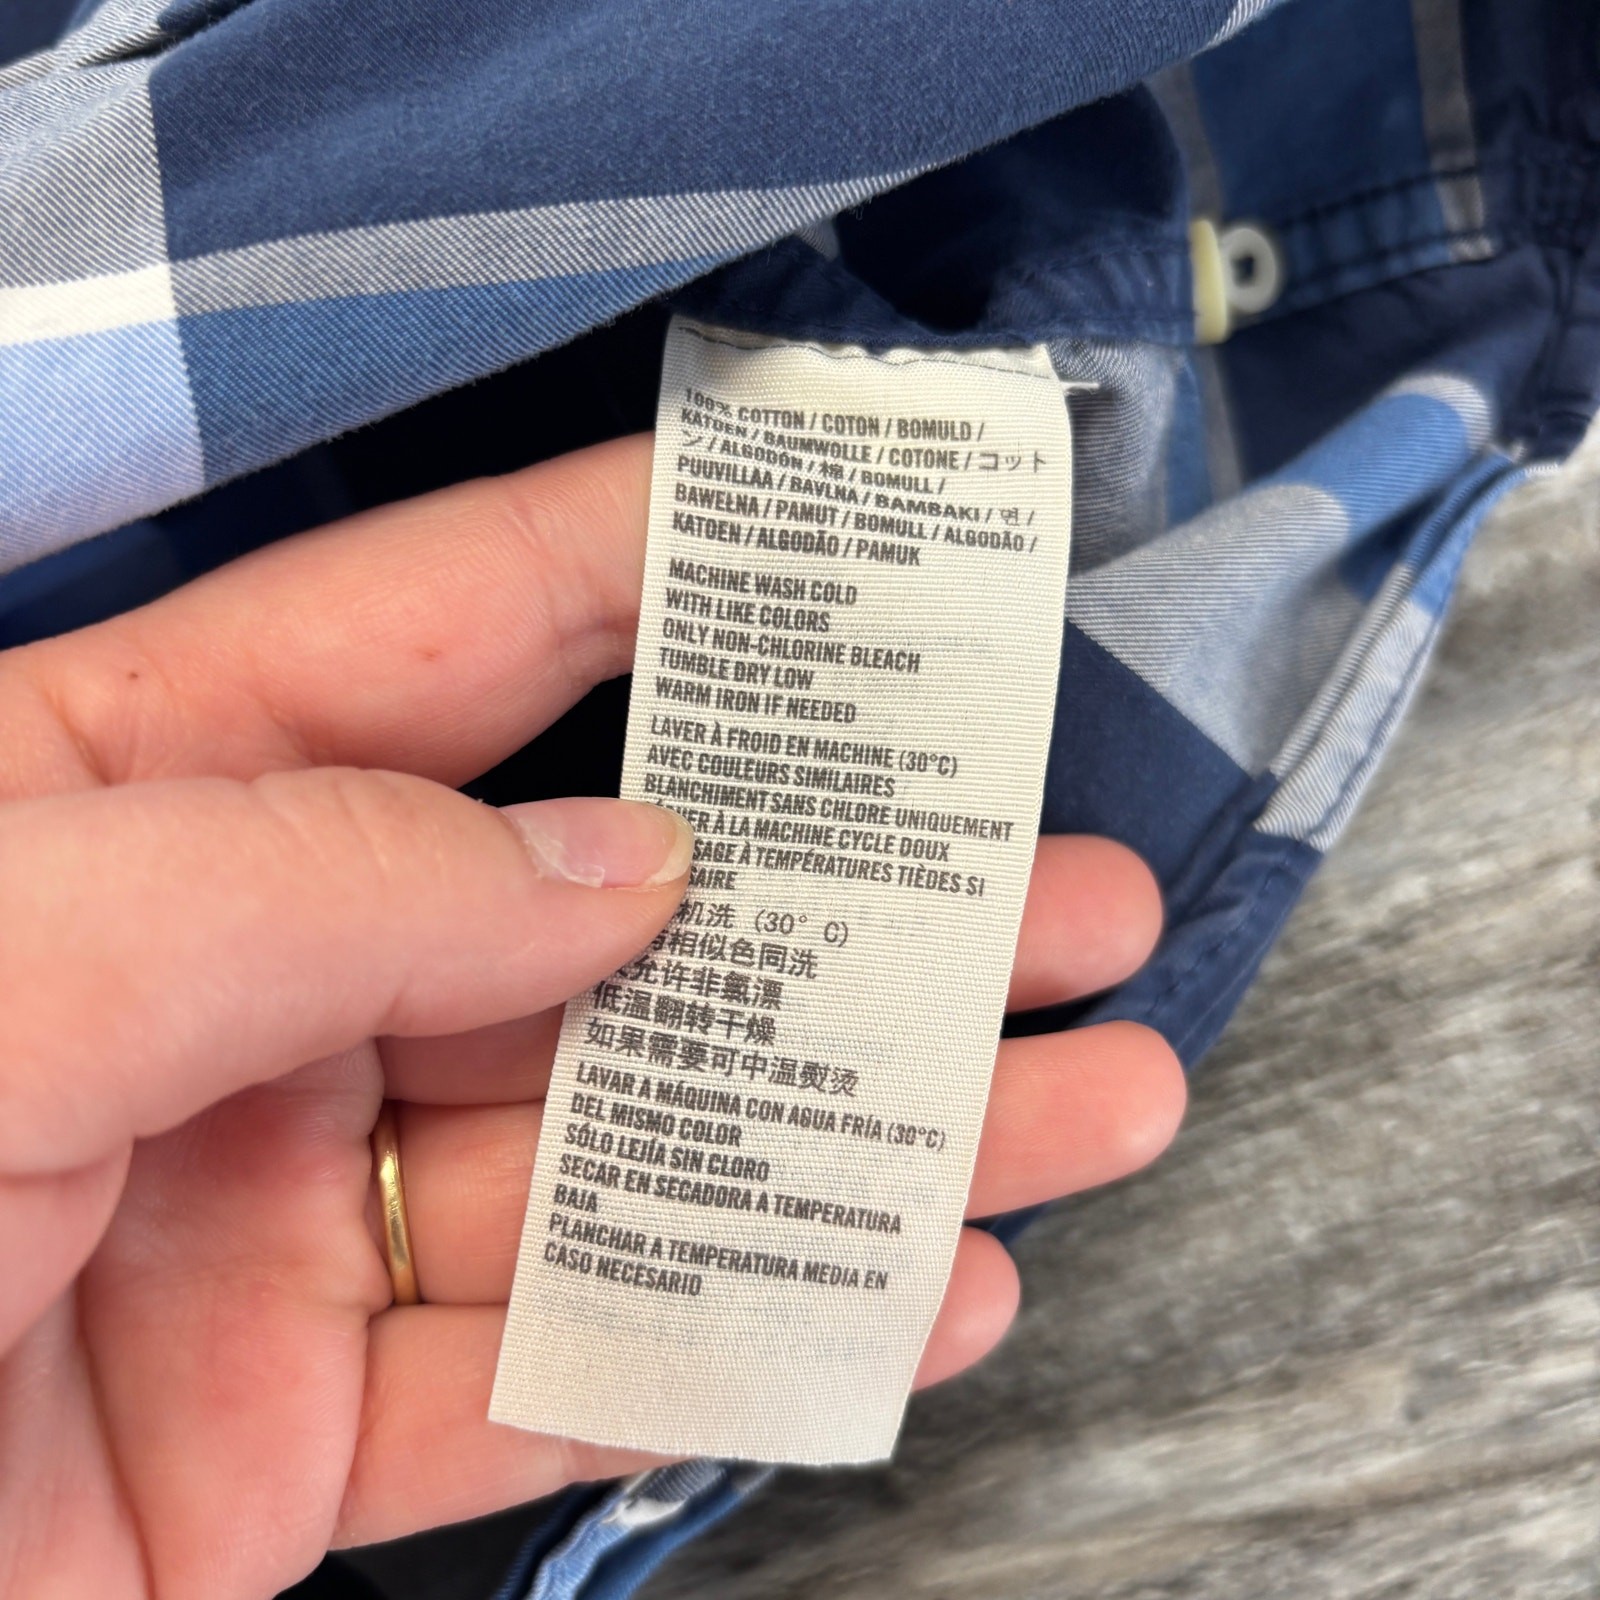 100% COTTON / COTON / BOMULD /
KATOEN / BAUMWOLLE / COTONE / コット
ン / ALGODÓN / 棉 / BOMULL /
PUUVILLAA / BAVLNA / BAMBAKI / 면 /
BAWEŁNA / PAMUT / BOMULL / ALGODÃO /
KATOEN / ALGODÃO / PAMUK
MACHINE WASH COLD
WITH LIKE COLORS
ONLY NON-CHLORINE BLEACH
TUMBLE DRY LOW
WARM IRON IF NEEDED
LAVER À FROID EN MACHINE (30°C)
AVEC COULEURS SIMILAIRES
BLANCHIMENT SANS CHLORE UNIQUEMENT
À LA MACHINE CYCLE DOUX
À TEMPÉRATURES TIÈDES SI
机洗 (30° C)
相似色同洗
允许非氯漂
低温翻转干燥
如果需要可中温熨烫
LAVAR A MÁQUINA CON AGUA FRÍA (30°C)
DEL MISMO COLOR
SÓLO LEJÍA SIN CLORO
SECAR EN SECADORA A TEMPERATURA
BAJA
PLANCHAR A TEMPERATURA MEDIA EN
CASO NECESARIO